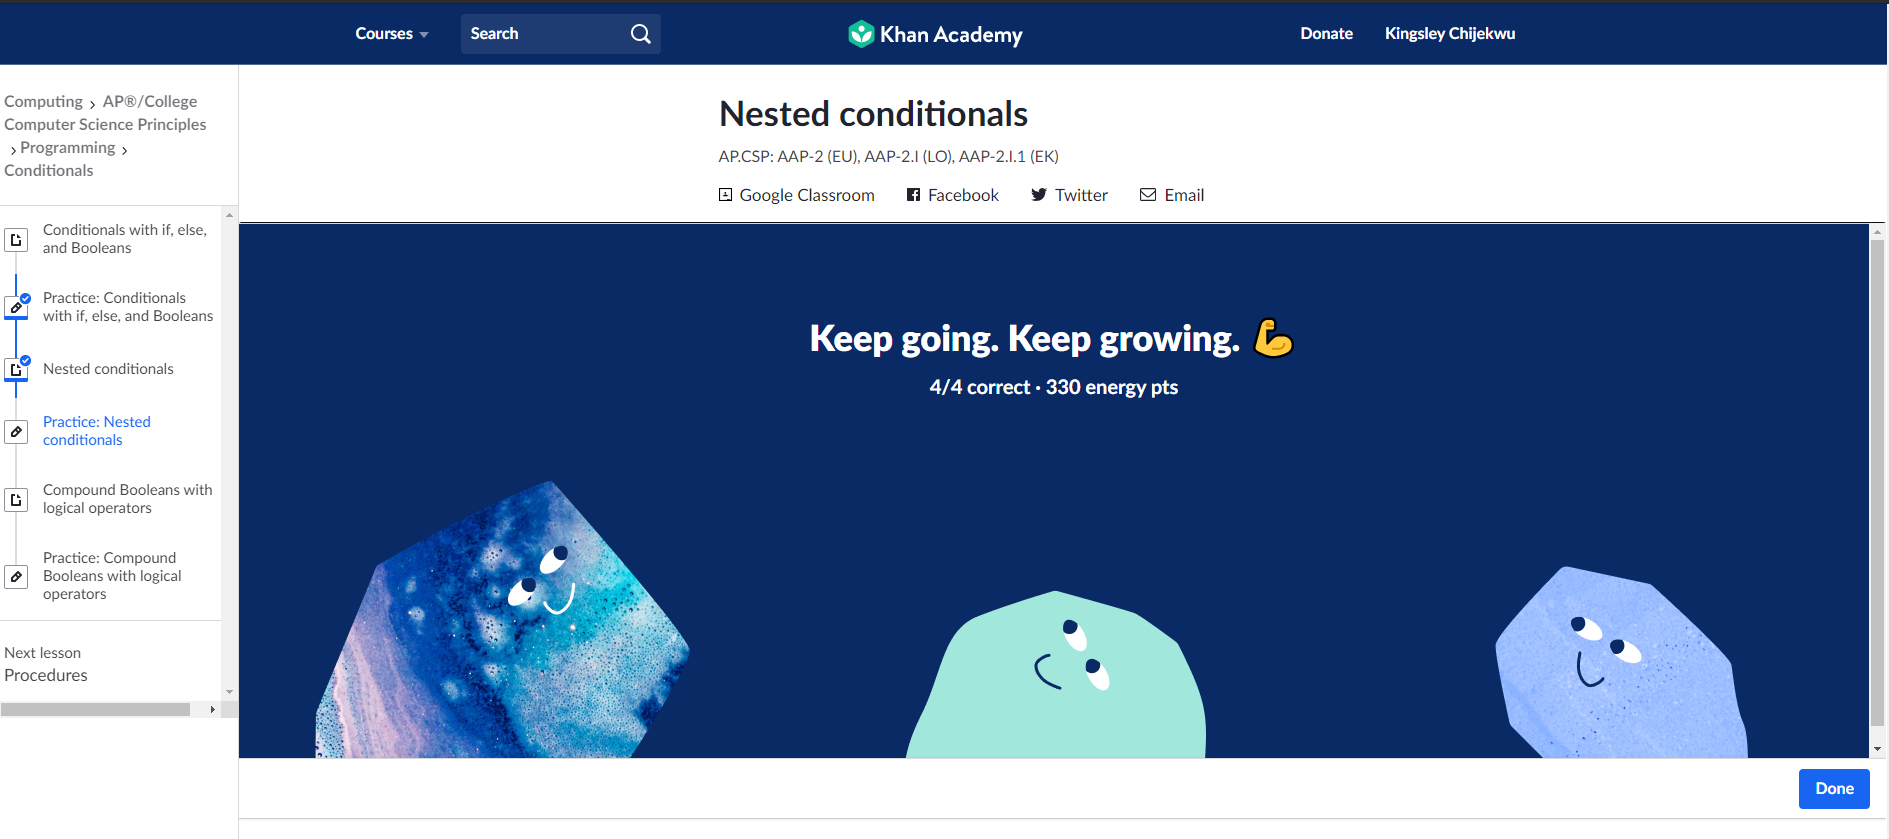 Courses
Search
Khan Academy
Donate
Kingsley Chijekwu
Computing › AP®/College
Computer Science Principles
› Programming ›
Conditionals
Conditionals with if, else,
and Booleans
Practice: Conditionals
with if, else, and Booleans
Nested conditionals
Practice: Nested
conditionals
Compound Booleans with
logical operators
Practice: Compound
Booleans with logical
operators
Next lesson
Procedures
Nested conditionals
AP.CSP: AAP-2 (EU), AAP-2.I (LO), AAP-2.I.1 (EK)
Google Classroom
Facebook
Twitter
Email
Keep going. Keep growing. 💪
4/4 correct · 330 energy pts
Done